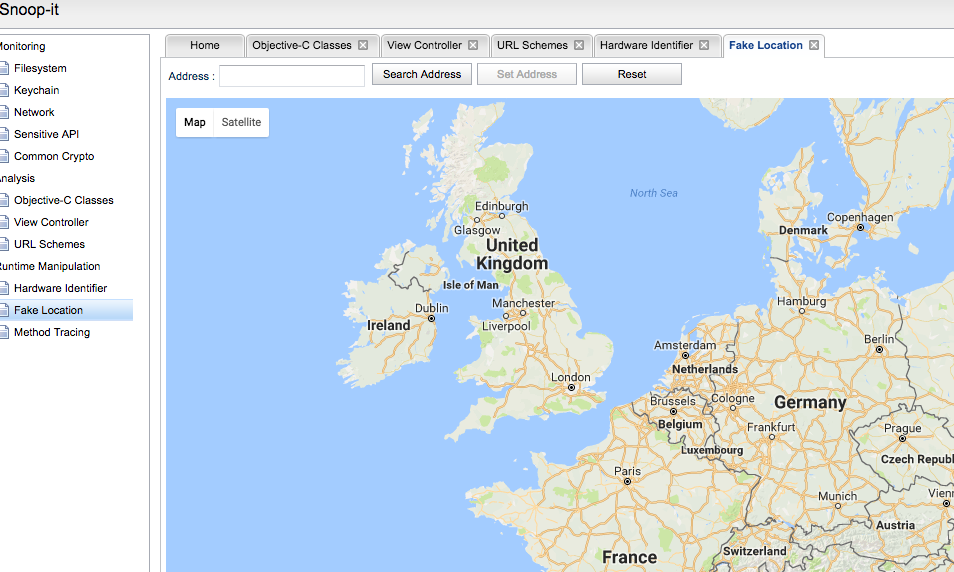 Snoop-it
Monitoring
Filesystem
Keychain
Network
Sensitive API
Common Crypto
Analysis
Objective-C Classes
View Controller
URL Schemes
Runtime Manipulation
Hardware Identifier
Fake Location
Method Tracing
Home
Objective-C Classes
View Controller
URL Schemes
Hardware Identifier
Fake Location
Address :
Search Address
Set Address
Reset
Map
Satellite
North Sea
Edinburgh
Glasgow
United
Kingdom
Isle of Man
Copenhagen
Denmark
Dublin
Ireland
Manchester
Liverpool
Hamburg
Amsterdam
Berlin
Netherlands
London
Brussels
Cologne
Germany
Belgium
Frankfurt
Prague
Luxembourg
Czech Republ
Paris
Munich
Vien
Austria
France
Switzerland